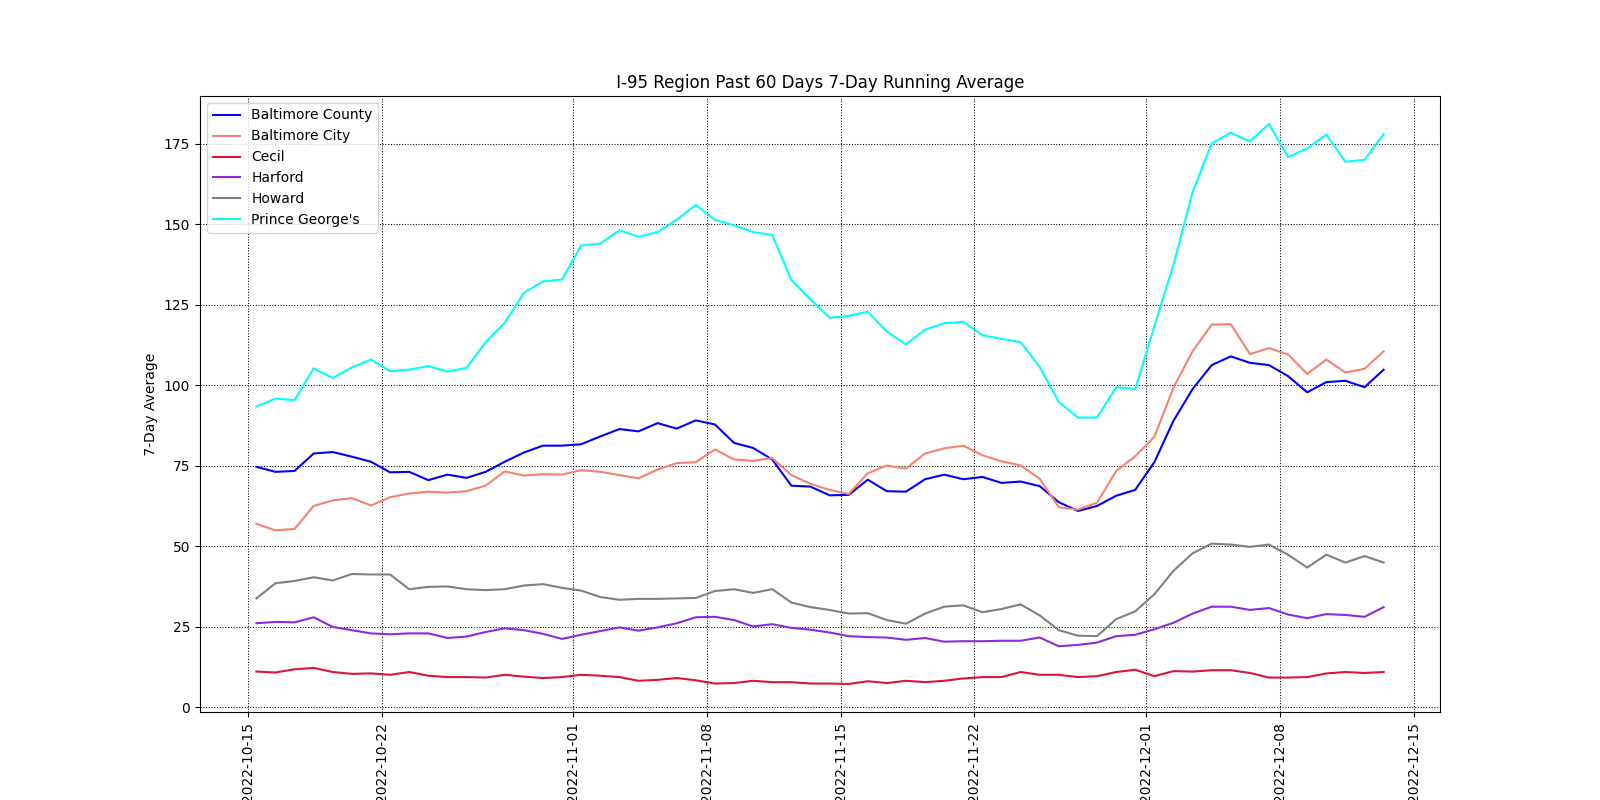 I-95 Region Past 60 Days 7-Day Running Average
Baltimore County
Baltimore City
Cecil
Harford
Howard
Prince George's
7-Day Average
175
150
125
100
75
50
25
0
2022-10-15
2022-10-22
2022-11-01
2022-11-08
2022-11-15
2022-11-22
2022-12-01
2022-12-08
2022-12-15